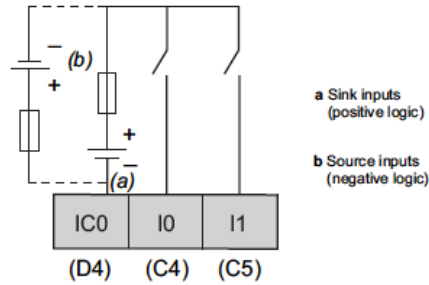 − (b)
+
+
−
(a)
a Sink inputs
(positive logic)
b Source inputs
(negative logic)
IC0 I0 I1
(D4) (C4) (C5)